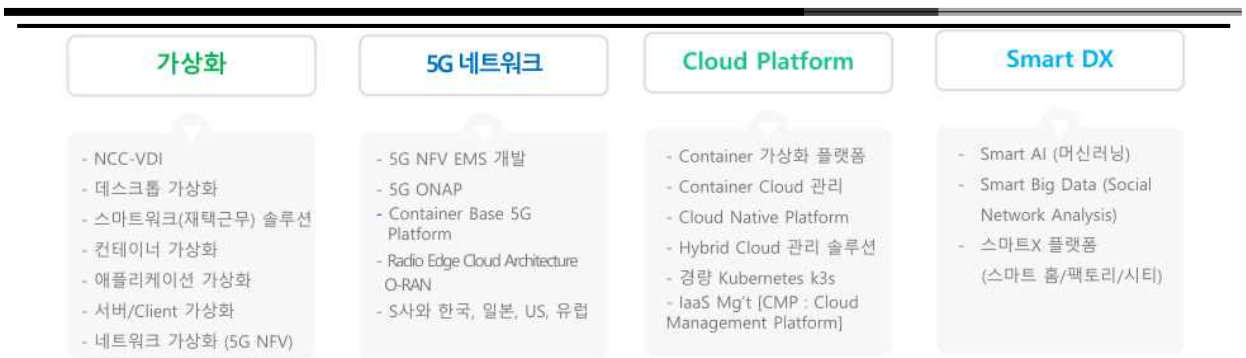 가상화
- NCC-VDI
- 데스크톱 가상화
- 스마트워크(재택근무) 솔루션
- 컨테이너 가상화
- 애플리케이션 가상화
- 서버/Client 가상화
- 네트워크 가상화 (5G NFV)
5G 네트워크
- 5G NFV EMS 개발
- 5G ONAP
- Container Base 5G
Platform
- Radio Edge Cloud Architecture
O-RAN
- S사와 한국, 일본, US, 유럽
Cloud Platform
- Container 가상화 플랫폼
- Container Cloud 관리
- Cloud Native Platform
- Hybrid Cloud 관리 솔루션
- 경량 Kubernetes k3s
- IaaS Mg't [CMP : Cloud
Management Platform]
Smart DX
- Smart AI (머신러닝)
- Smart Big Data (Social
Network Analysis)
- 스마트X 플랫폼
(스마트 홈/팩토리/시티)